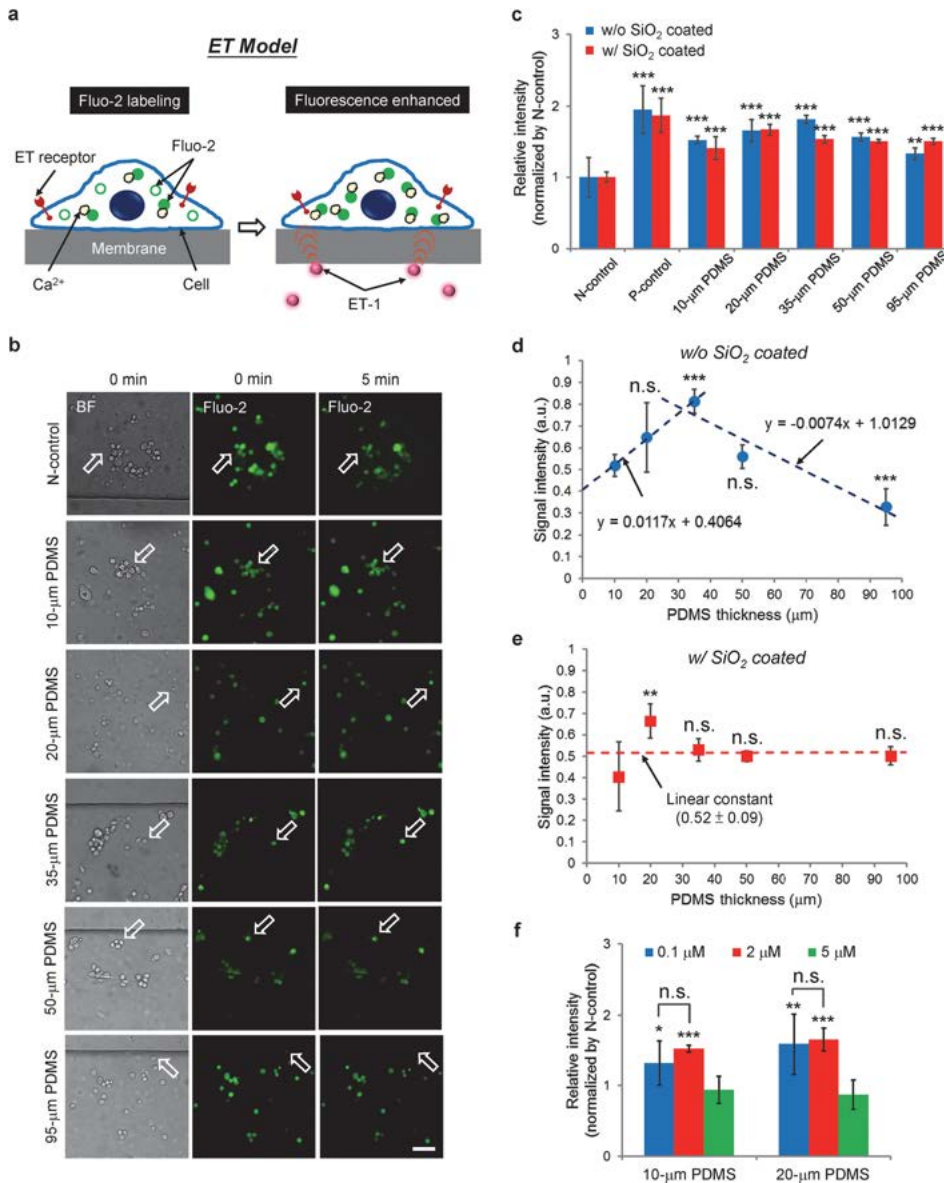 a
ET Model
Fluo-2 labeling
Fluorescence enhanced
ET receptor
Fluo-2
Membrane
Ca²⁺
Cell
ET-1
b
0 min
0 min
5 min
BF
Fluo-2
Fluo-2
N-control
10-μm PDMS
20-μm PDMS
35-μm PDMS
50-μm PDMS
95-μm PDMS
c
w/o SiO₂ coated
w/ SiO₂ coated
Relative intensity
(normalized by N-control)
3
2
1
0
***
***
***
***
***
***
***
***
***
***
**
***
N-control
P-control
10-μm PDMS
20-μm PDMS
35-μm PDMS
50-μm PDMS
95-μm PDMS
d
w/o SiO₂ coated
Signal intensity (a.u.)
1
0.9
0.8
0.7
0.6
0.5
0.4
0.3
0.2
0.1
0
n.s.
***
n.s.
***
y = -0.0074x + 1.0129
y = 0.0117x + 0.4064
0 10 20 30 40 50 60 70 80 90 100
PDMS thickness (μm)
e
w/ SiO₂ coated
Signal intensity (a.u.)
1
0.9
0.8
0.7
0.6
0.5
0.4
0.3
0.2
0.1
0
**
n.s.
n.s.
n.s.
Linear constant
(0.52 ± 0.09)
0 10 20 30 40 50 60 70 80 90 100
PDMS thickness (μm)
f
0.1 μM 2 μM 5 μM
Relative intensity
(normalized by N-control)
3
2
1
0
n.s.
*
***
n.s.
**
***
10-μm PDMS
20-μm PDMS